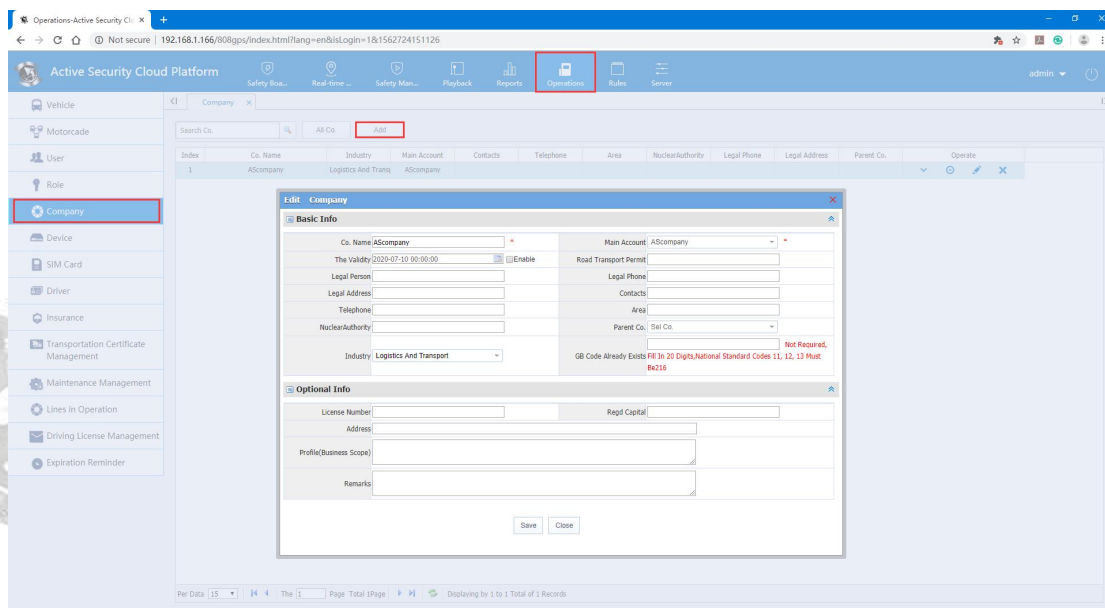 Operations-Active Security Clo
Not secure | 192.168.1.166/808gps/index.html?lang=en&isLogin=1&1562724151126
Active Security Cloud Platform
Safety Boa... Real-time ... Safety Man... Playback Reports Operations Rules Server
admin
Vehicle
Motorcade
User
Role
Company
Device
SIM Card
Driver
Insurance
Transportation Certificate
Management
Maintenance Management
Lines In Operation
Driving License Management
Expiration Reminder
Company
Search Co. All Co. Add
Index Co. Name Industry Main Account Contacts Telephone Area NuclearAuthority Legal Phone Legal Address Parent Co. Operate
1 AScompany Logistics And Trans AScompany
Edit Company
Basic Info
Co. Name AScompany * Main Account AScompany *
The Validity 2020-07-10 00:00:00 Enable Road Transport Permit
Legal Person Legal Phone
Legal Address Contacts
Telephone Area
NuclearAuthority Parent Co. Sel Co.
Industry Logistics And Transport GB Code Already Exists Not Required,
Fill In 20 Digits,National Standard Codes 11, 12, 13 Must
Be216
Optional Info
License Number Regd Capital
Address
Profile(Business Scope)
Remarks
Save Close
Per Data 15 The 1 Page Total 1Page Displaying by 1 to 1 Total of 1 Records